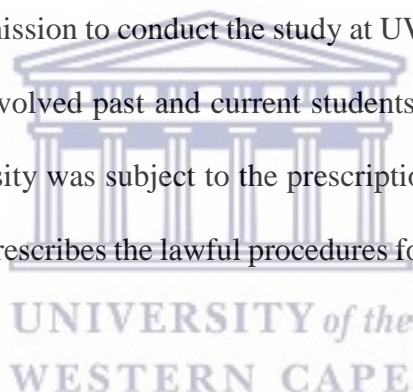 mission to conduct the study at UV
volved past and current students
sity was subject to the prescriptio
rescribes the lawful procedures fo
UNIVERSITY of the
WESTERN CAPE